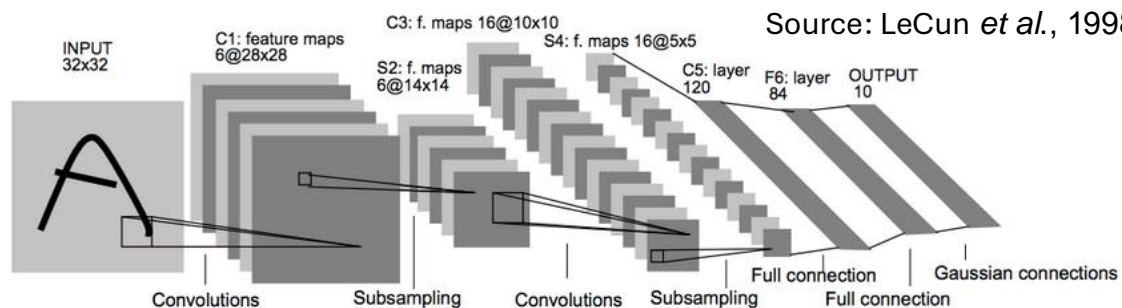 Source: LeCun et al., 1998
INPUT
32x32
C1: feature maps
6@28x28
S2: f. maps
6@14x14
C3: f. maps 16@10x10
S4: f. maps 16@5x5
C5: layer
120
F6: layer
84
OUTPUT
10
Convolutions
Subsampling
Convolutions
Subsampling
Full connection
Full connection
Gaussian connections